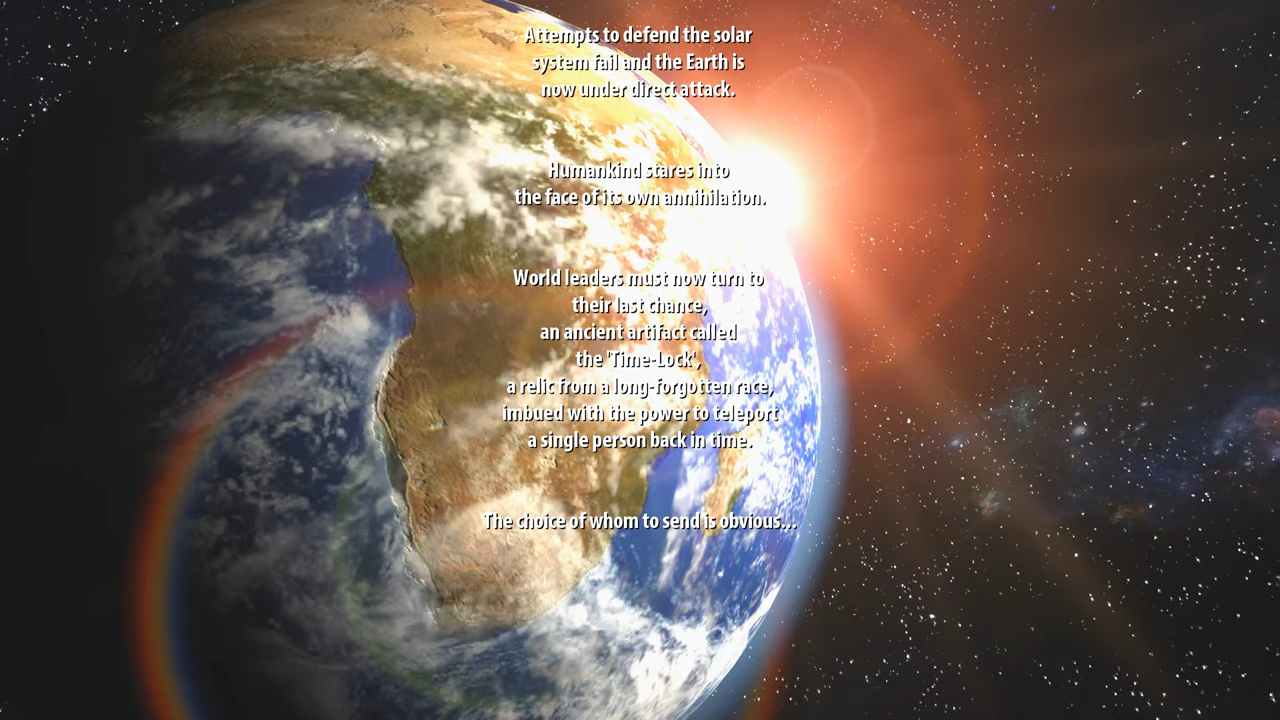 Attempts to defend the solar
system fail and the Earth is
now under direct attack.
Humankind stares into
the face of its own annihilation.
World leaders must now turn to
their last chance,
an ancient artifact called
the 'Time-Lock',
a relic from a long-forgotten race,
imbued with the power to teleport
a single person back in time.
The choice of whom to send is obvious...